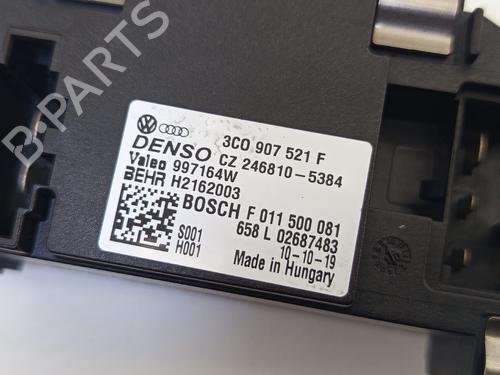 B-PARTS
3C0 907 521 F
DENSO CZ 246810-5384
Valeo 997164W
BEHR H2162003
BOSCH F 011 500 081
S001 658 L 02687483
H001 10-10-19
Made in Hungary